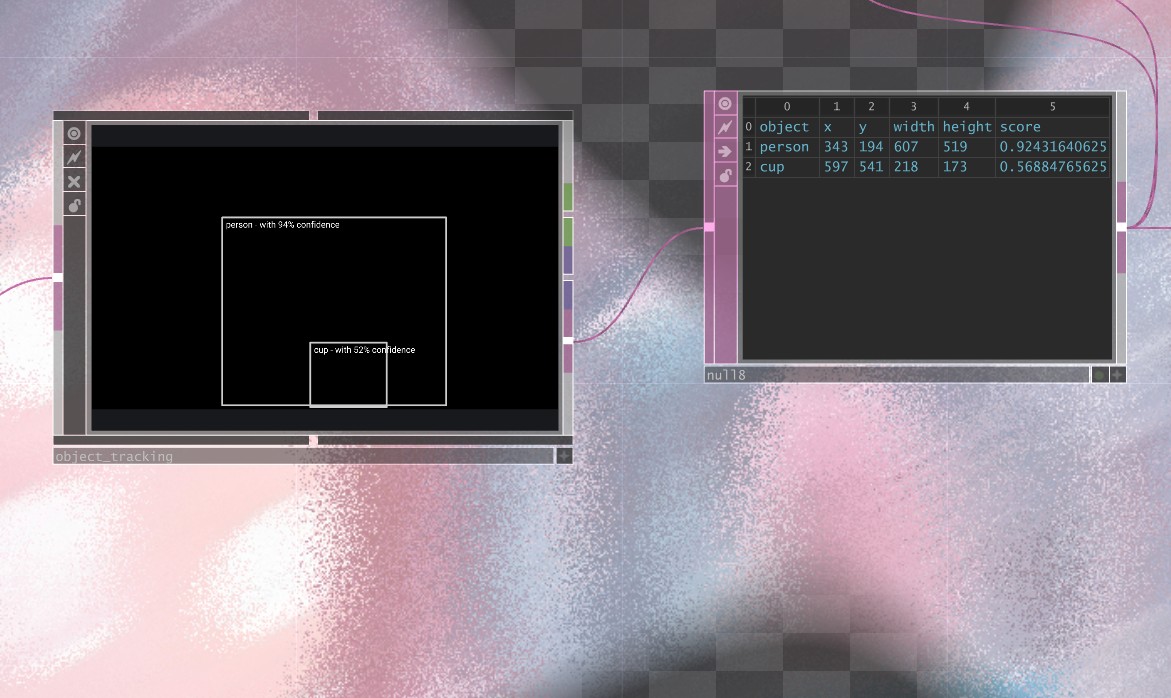 person - with 94% confidence
cup - with 52% confidence
object_tracking
0 1 2 3 4 5
0 object x y width height score
1 person 343 194 607 519 0.92431640625
2 cup 597 541 218 173 0.56884765625
null8